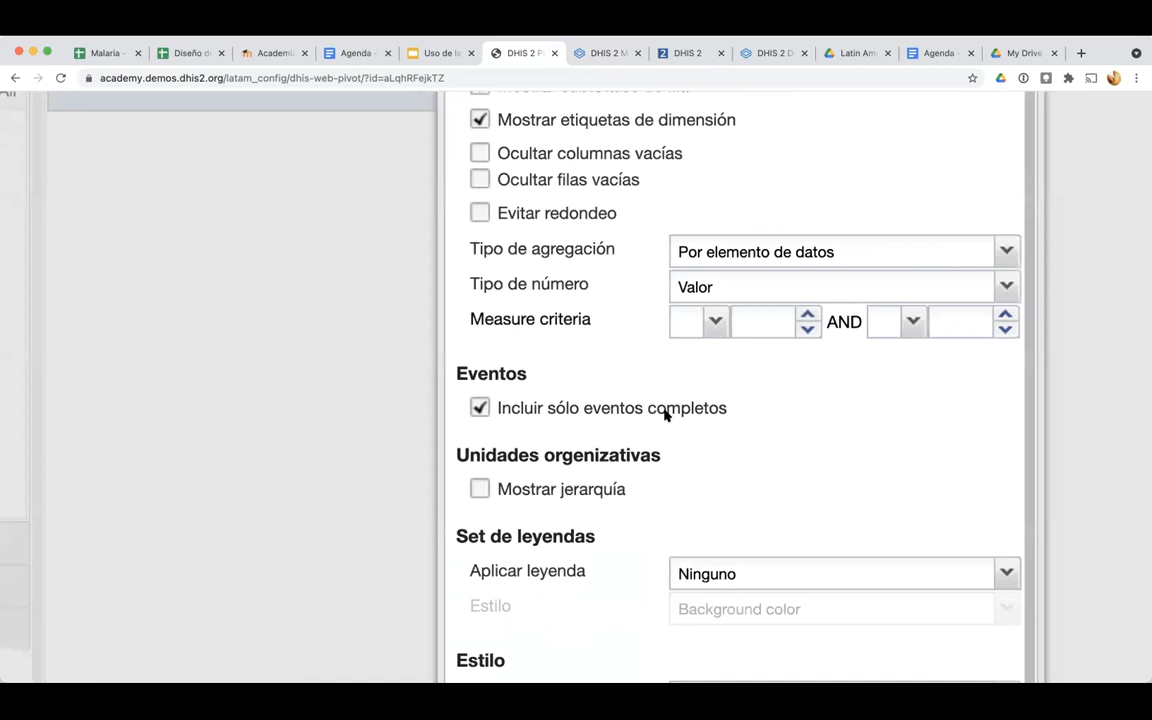 Malaria
Diseño d
Academi
Agenda -
Uso de la
DHIS 2 P
DHIS 2 M
DHIS 2
DHIS 2 D
Latin Am
Agenda -
My Drive
academy.demos.dhis2.org/latam_config/dhis-web-pivot/?id=aLqhRFejkTZ
Mostrar etiquetas de dimensión
Ocultar columnas vacías
Ocultar filas vacías
Evitar redondeo
Tipo de agregación Por elemento de datos
Tipo de número Valor
Measure criteria AND
Eventos
Incluir sólo eventos completos
Unidades orgenizativas
Mostrar jerarquía
Set de leyendas
Aplicar leyenda Ninguno
Estilo Background color
Estilo